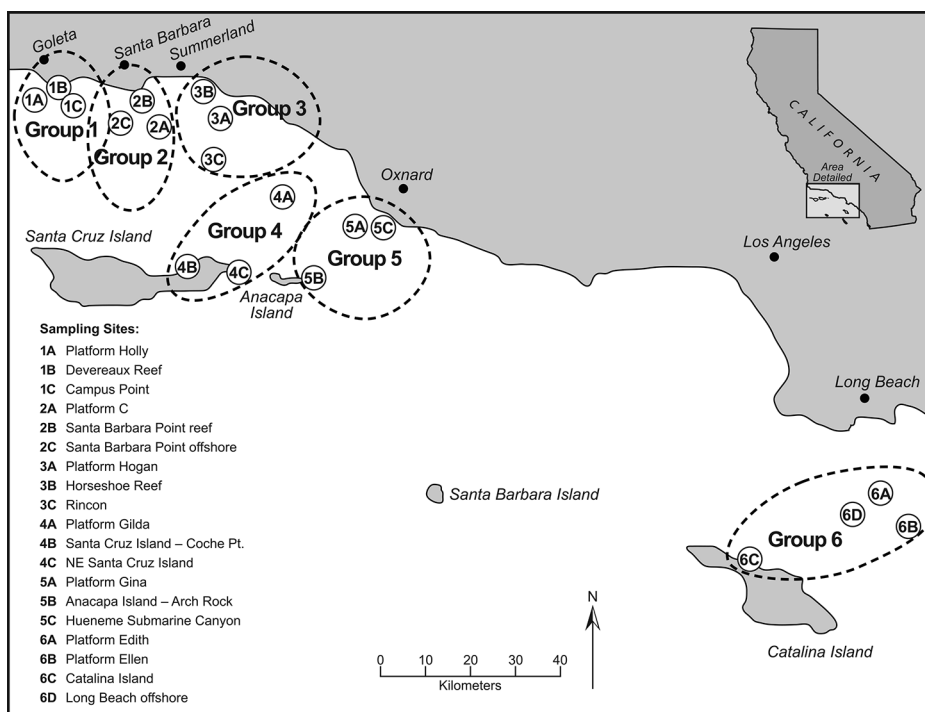 Goleta
Santa Barbara
Summerland
1B
1A
1C
Group 1
2B
2C
2A
Group 2
3B
3A
Group 3
3C
CALIFORNIA
Area
Detailed
Oxnard
4A
Group 4
4B
4C
Santa Cruz Island
5A
5C
Group 5
5B
Anacapa
Island
Los Angeles
Long Beach
Sampling Sites:
1A Platform Holly
1B Devereaux Reef
1C Campus Point
2A Platform C
2B Santa Barbara Point reef
2C Santa Barbara Point offshore
3A Platform Hogan
3B Horseshoe Reef
3C Rincon
4A Platform Gilda
4B Santa Cruz Island – Coche Pt.
4C NE Santa Cruz Island
5A Platform Gina
5B Anacapa Island – Arch Rock
5C Hueneme Submarine Canyon
6A Platform Edith
6B Platform Ellen
6C Catalina Island
6D Long Beach offshore
Santa Barbara Island
6A
6D
6B
Group 6
6C
Catalina Island
N
0 10 20 30 40
Kilometers